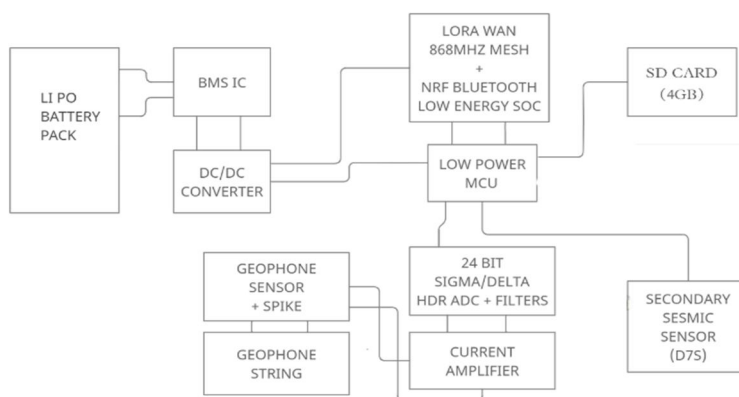 LORA WAN
868MHZ MESH
+
NRF BLUETOOTH
LOW ENERGY SOC
LI PO
BATTERY
PACK
BMS IC
SD CARD
(4GB)
DC/DC
CONVERTER
LOW POWER
MCU
GEOPHONE
SENSOR
+ SPIKE
24 BIT
SIGMA/DELTA
HDR ADC + FILTERS
SECONDARY
SESMIC
SENSOR
(D7S)
GEOPHONE
STRING
CURRENT
AMPLIFIER